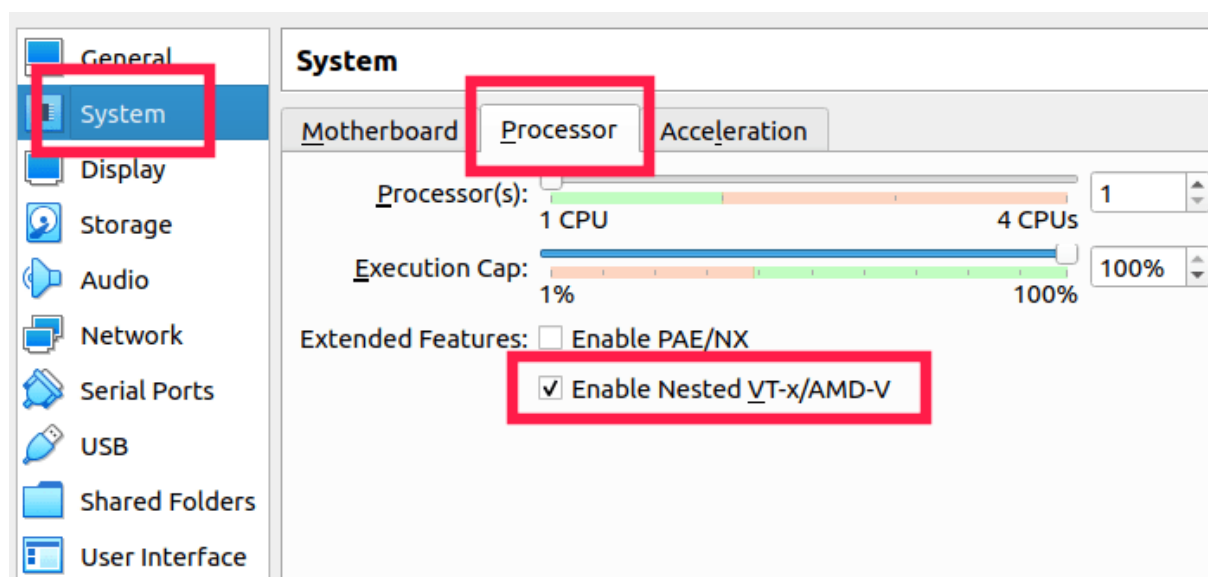 General
System
Display
Storage
Audio
Network
Serial Ports
USB
Shared Folders
User Interface
System
Motherboard Processor Acceleration
Processor(s): 1
1 CPU 4 CPUs
Execution Cap: 100%
1% 100%
Extended Features: Enable PAE/NX
Enable Nested VT-x/AMD-V